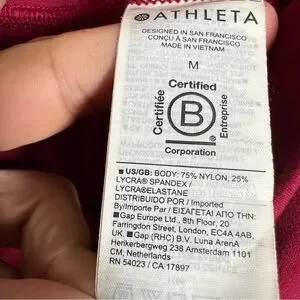 ATHLETA
DESIGNED IN SAN FRANCISCO
CONÇU À SAN FRANCISCO
MADE IN VIETNAM
M
Certified
Certifiée
B
Entreprise
Corporation
■ US/GB: BODY: 75% NYLON, 25%
LYCRA® SPANDEX /
LYCRA®ELASTANE
DISTRIBUIDO POR / Imported
By/Importe Par / ΕΙΣΑΓΕΤΑΙ ΑΠΟ ΤΗΝ:
■ Gap Europe Ltd., 8th Floor, 20
Farringdon Street, London, EC4A 4AB,
UK. ■ Gap (RHC) B.V. Luna ArenA
Herikerbergweg 238 Amsterdam 1101
CM, Netherlands
RN 54023 / CA 17897